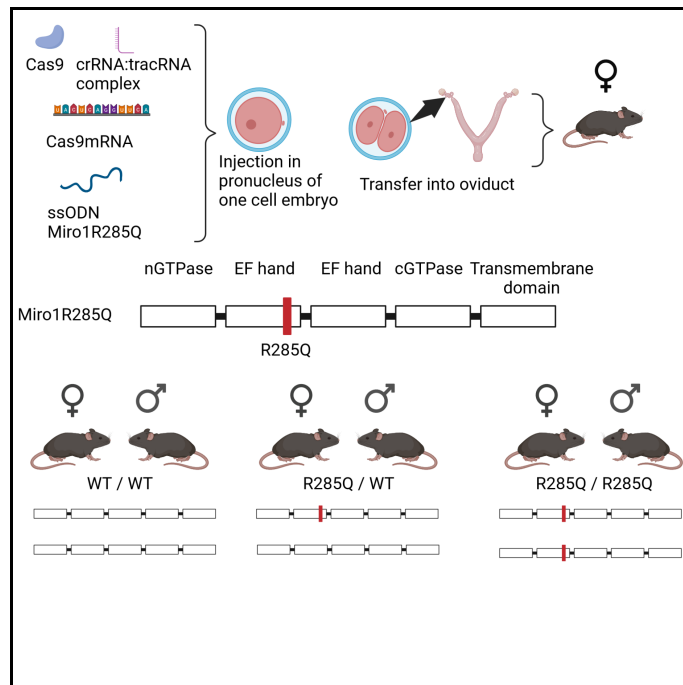 Cas9 crRNA:tracRNA
complex
Cas9mRNA
ssODN
Miro1R285Q
Injection in
pronucleus of
one cell embryo
Transfer into oviduct
nGTPase EF hand EF hand cGTPase Transmembrane
domain
Miro1R285Q
R285Q
WT / WT R285Q / WT R285Q / R285Q